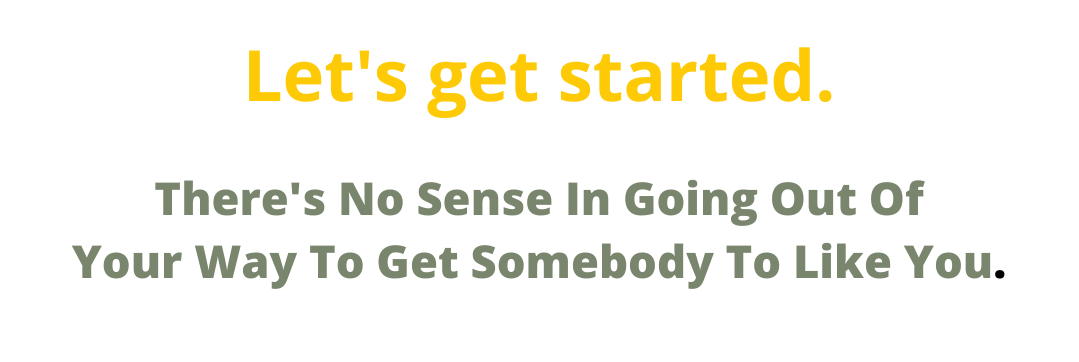 Let's get started.
There's No Sense In Going Out Of
Your Way To Get Somebody To Like You.